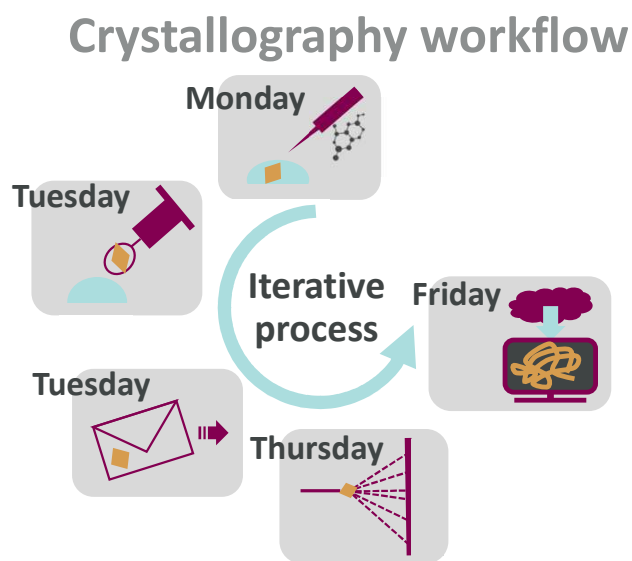 Crystallography workflow
Monday
Tuesday
Iterative
process
Friday
Tuesday
Thursday